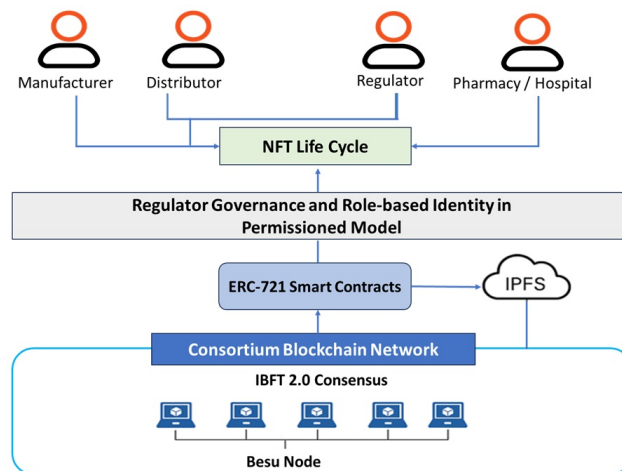 Manufacturer
Distributor
Regulator
Pharmacy / Hospital
NFT Life Cycle
Regulator Governance and Role-based Identity in
Permissioned Model
ERC-721 Smart Contracts
IPFS
Consortium Blockchain Network
IBFT 2.0 Consensus
Besu Node